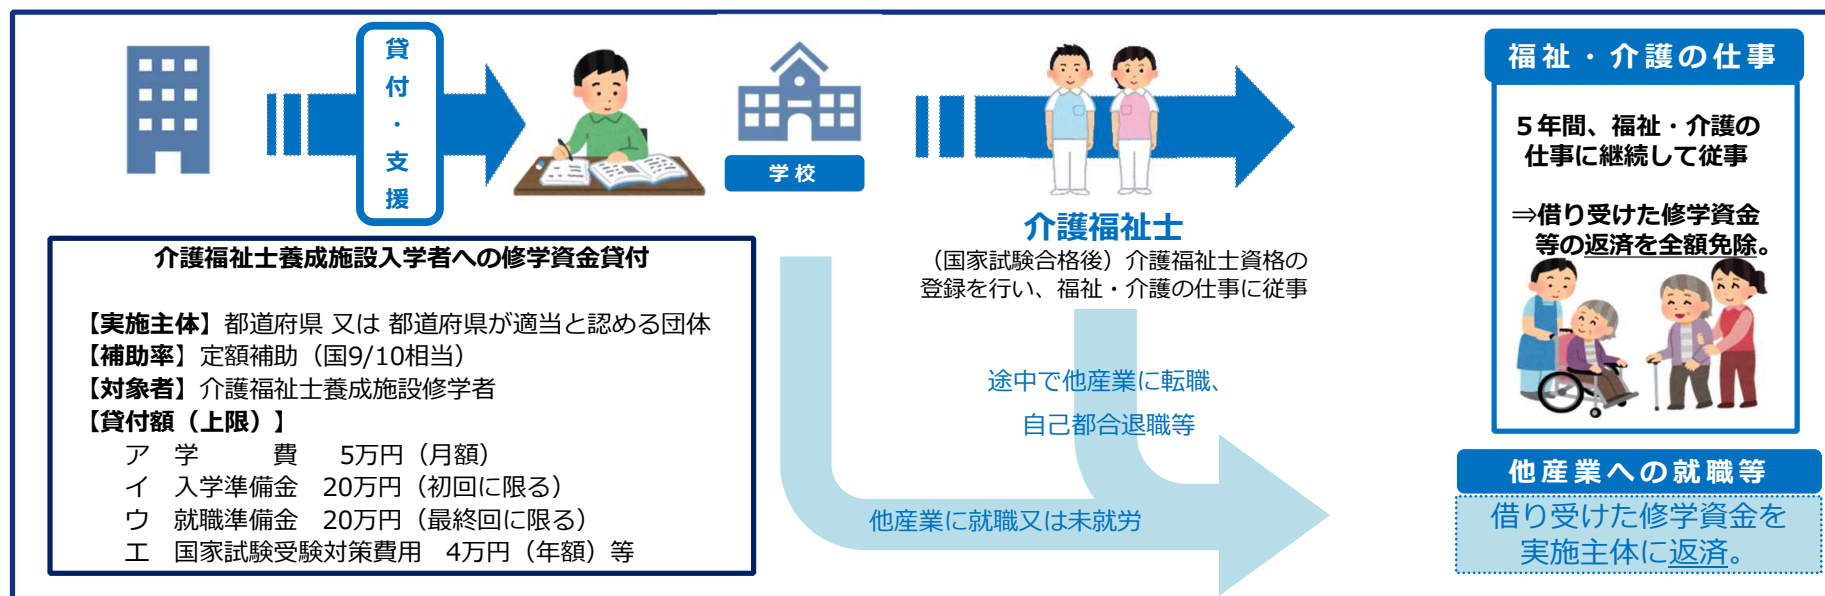 貸付・支援
学校
介護福祉士養成施設入学者への修学資金貸付
【実施主体】都道府県 又は 都道府県が適当と認める団体
【補助率】定額補助（国9/10相当）
【対象者】介護福祉士養成施設修学者
【貸付額（上限）】
ア　学　　　費　　5万円（月額）
イ　入学準備金　20万円（初回に限る）
ウ　就職準備金　20万円（最終回に限る）
エ　国家試験受験対策費用　4万円（年額）等
介護福祉士
（国家試験合格後）介護福祉士資格の
登録を行い、福祉・介護の仕事に従事
途中で他産業に転職、
自己都合退職等
他産業に就職又は未就労
福祉・介護の仕事
５年間、福祉・介護の
仕事に継続して従事
⇒借り受けた修学資金
等の返済を全額免除。
他産業への就職等
借り受けた修学資金を
実施主体に返済。